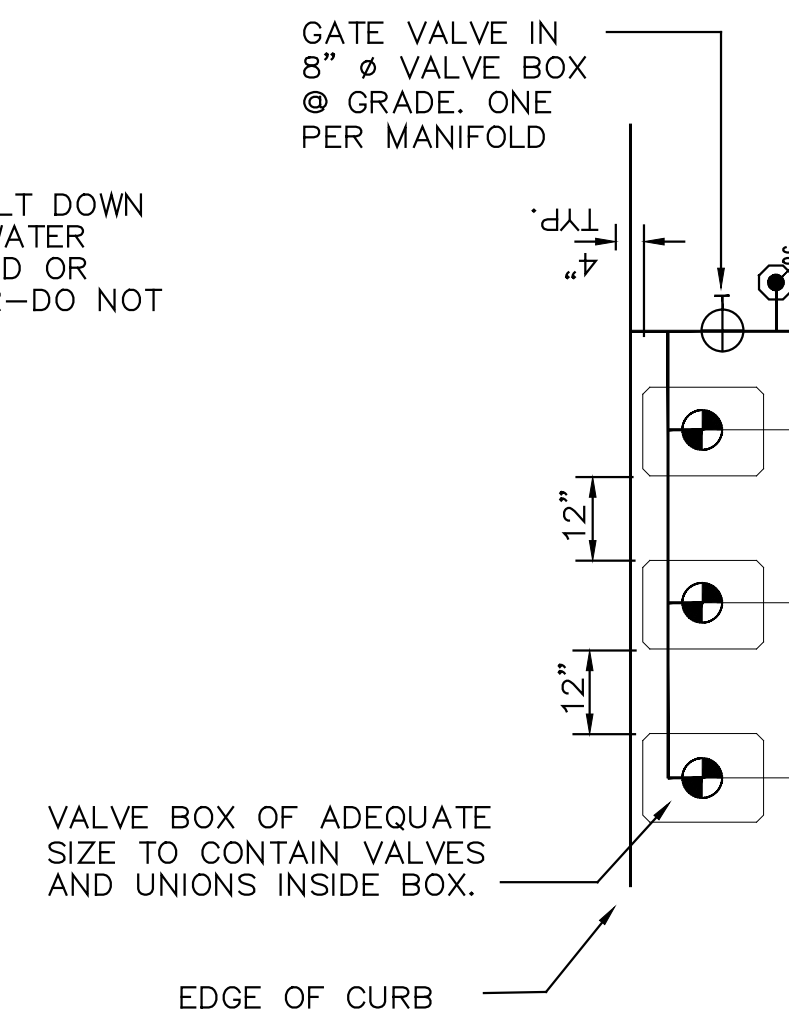 GATE VALVE IN
8" ø VALVE BOX
@ GRADE. ONE
PER MANIFOLD
LT DOWN
WATER
D OR
R-DO NOT
4" TYP.
12"
12"
VALVE BOX OF ADEQUATE
SIZE TO CONTAIN VALVES
AND UNIONS INSIDE BOX.
EDGE OF CURB